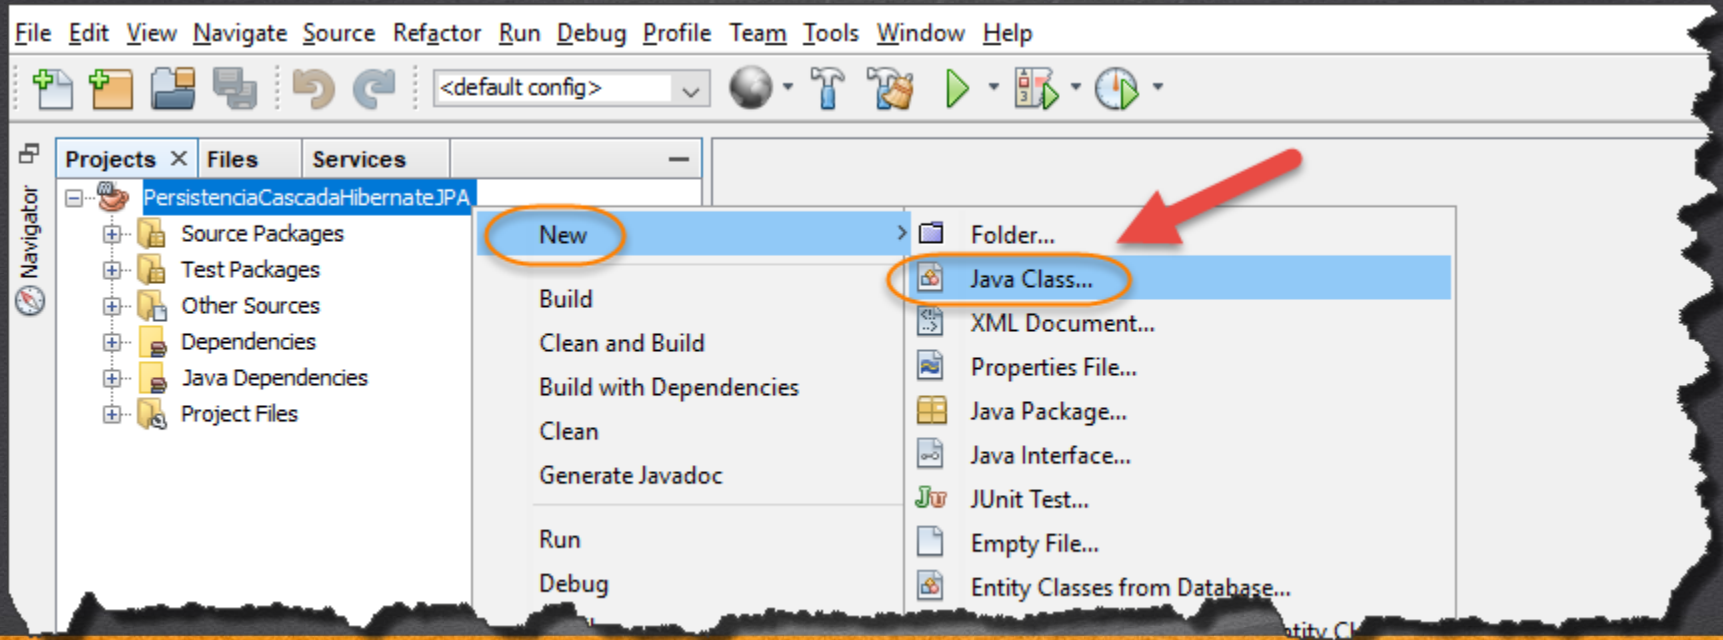 File Edit View Navigate Source Refactor Run Debug Profile Team Tools Window Help
<default config>
Projects Files Services
Navigator
PersistenciaCascadaHibernateJPA
Source Packages
Test Packages
Other Sources
Dependencies
Java Dependencies
Project Files
New
Build
Clean and Build
Build with Dependencies
Clean
Generate Javadoc
Run
Debug
Folder...
Java Class...
XML Document...
Properties File...
Java Package...
Java Interface...
JUnit Test...
Empty File...
Entity Classes from Database...